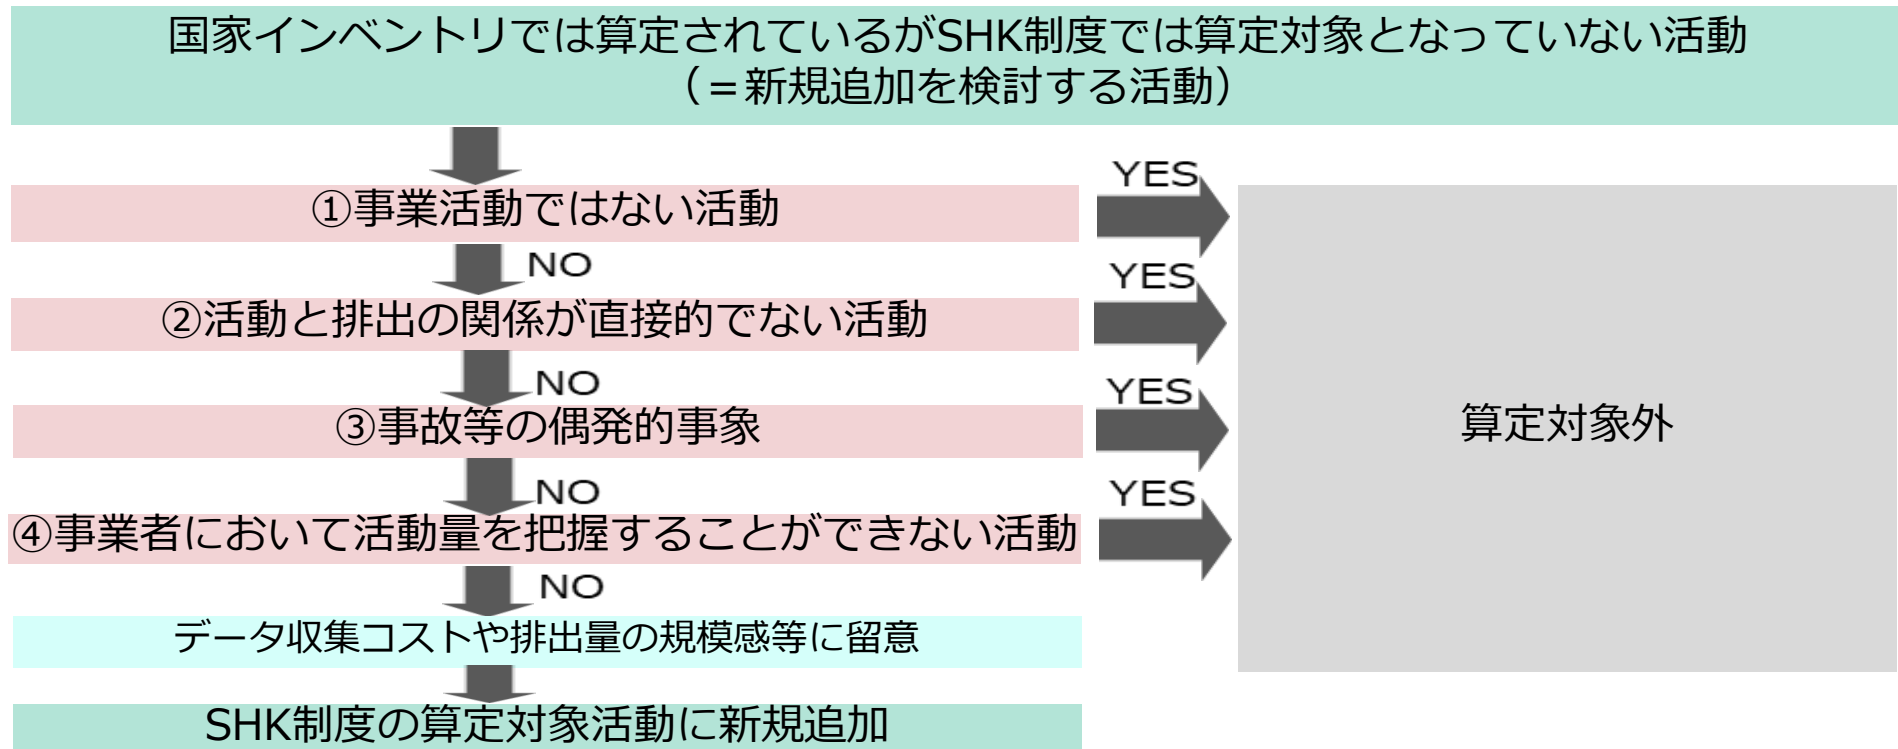 国家インベントリでは算定されているがSHK制度では算定対象となっていない活動
（＝新規追加を検討する活動）
YES
①事業活動ではない活動
NO
YES
②活動と排出の関係が直接的でない活動
NO
YES
③事故等の偶発的事象
算定対象外
NO
YES
④事業者において活動量を把握することができない活動
NO
データ収集コストや排出量の規模感等に留意
SHK制度の算定対象活動に新規追加